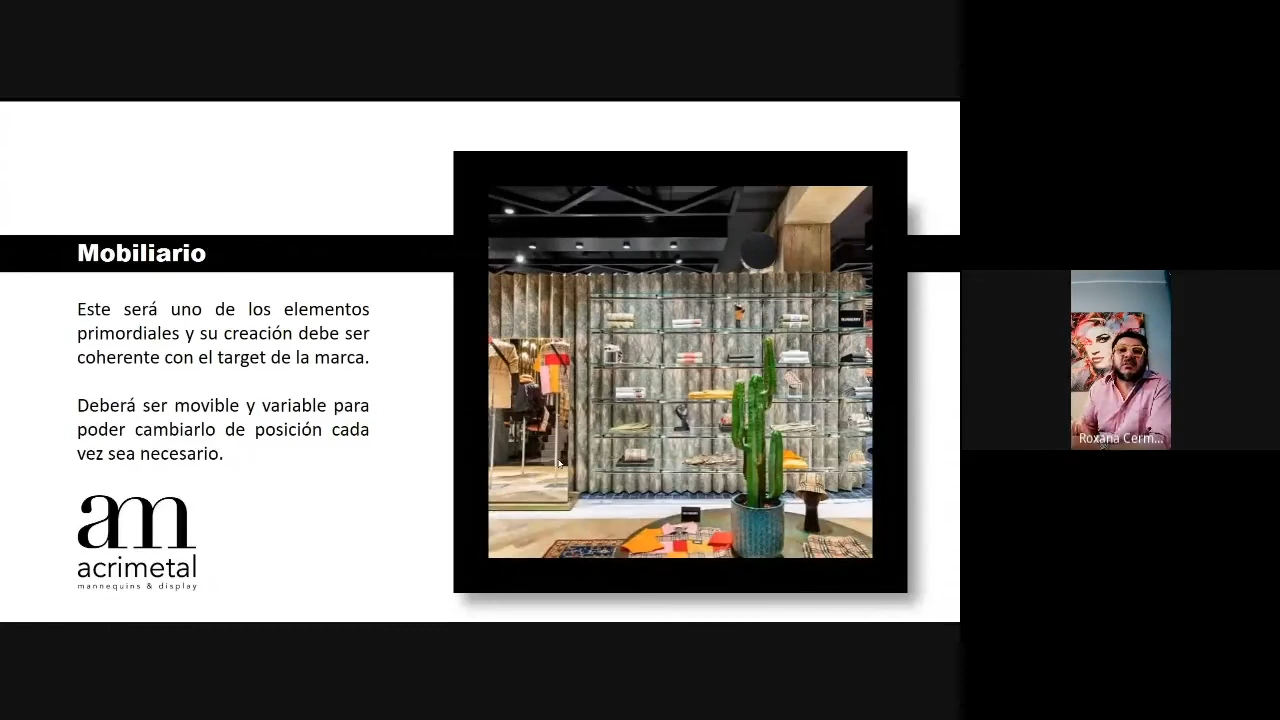 Mobiliario
Este será uno de los elementos
primordiales y su creación debe ser
coherente con el target de la marca.
Deberá ser movible y variable para
poder cambiarlo de posición cada
vez sea necesario.
am
acrimetal
mannequins & display
Roxana Cerm...